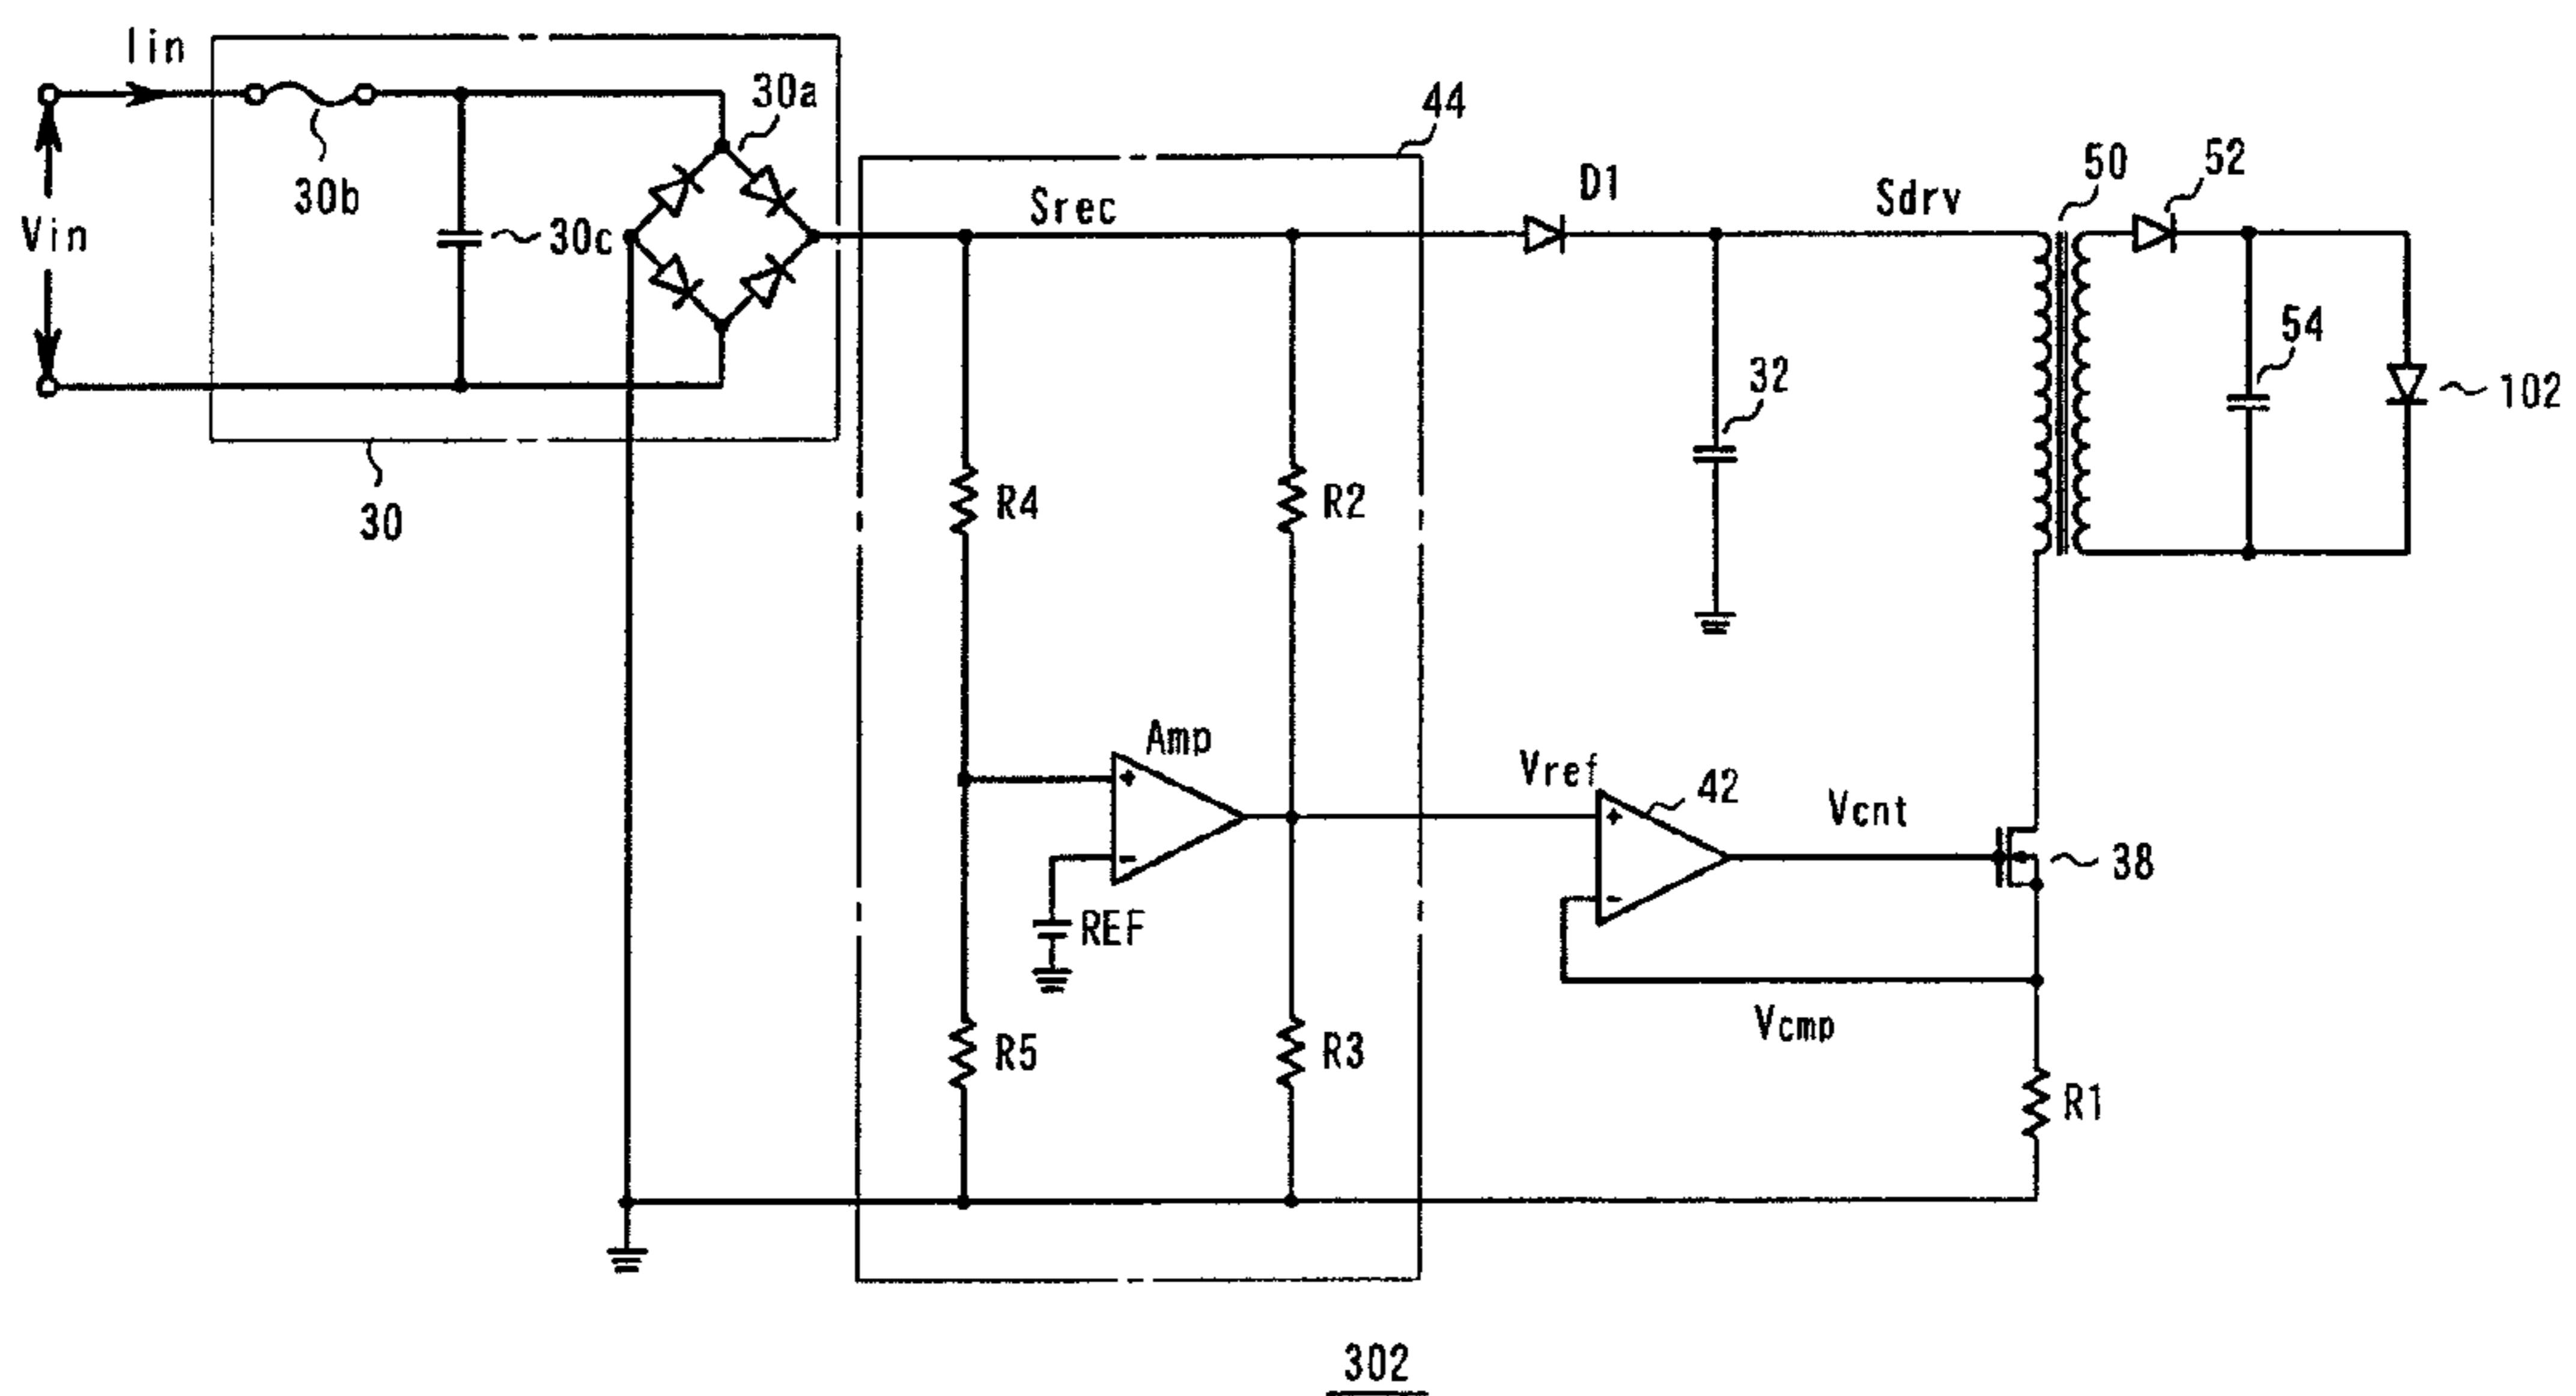 Iin
30a
44
30b
Vin
30c
Srec
D1
Sdrv
50
52
54
32
102
30
R4
R2
Amp
+
-
REF
Vref
42
+
-
Vcnt
38
Vcmp
R5
R3
R1
302